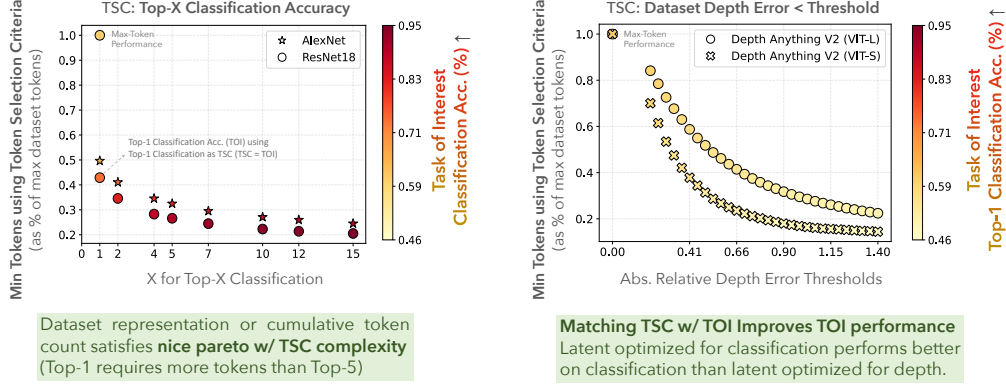 TSC: Top-X Classification Accuracy
Min Tokens using Token Selection Criteria
(as % of max dataset tokens)
1.0
0.9
0.8
0.7
0.6
0.5
0.4
0.3
0.2
Max-Token
Performance
AlexNet
ResNet18
Top-1 Classification Acc. (TOI) using
Top-1 Classification as TSC (TSC = TOI)
0
1
2
4
5
7
10
12
15
X for Top-X Classification
0.95
0.83
0.71
0.59
0.46
Task of Interest
Classification Acc. (%) ↑
Dataset representation or cumulative token
count satisfies nice pareto w/ TSC complexity
(Top-1 requires more tokens than Top-5)
TSC: Dataset Depth Error < Threshold
Min Tokens using Token Selection Criteria
(as % of max dataset tokens)
1.0
0.8
0.6
0.4
0.2
Max-Token
Performance
Depth Anything V2 (VIT-L)
Depth Anything V2 (VIT-S)
0.00
0.41
0.66
0.90
1.15
1.40
Abs. Relative Depth Error Thresholds
0.95
0.83
0.71
0.59
0.46
Task of Interest
Top-1 Classification Acc. (%) ↑
Matching TSC w/ TOI Improves TOI performance
Latent optimized for classification performs better
on classification than latent optimized for depth.